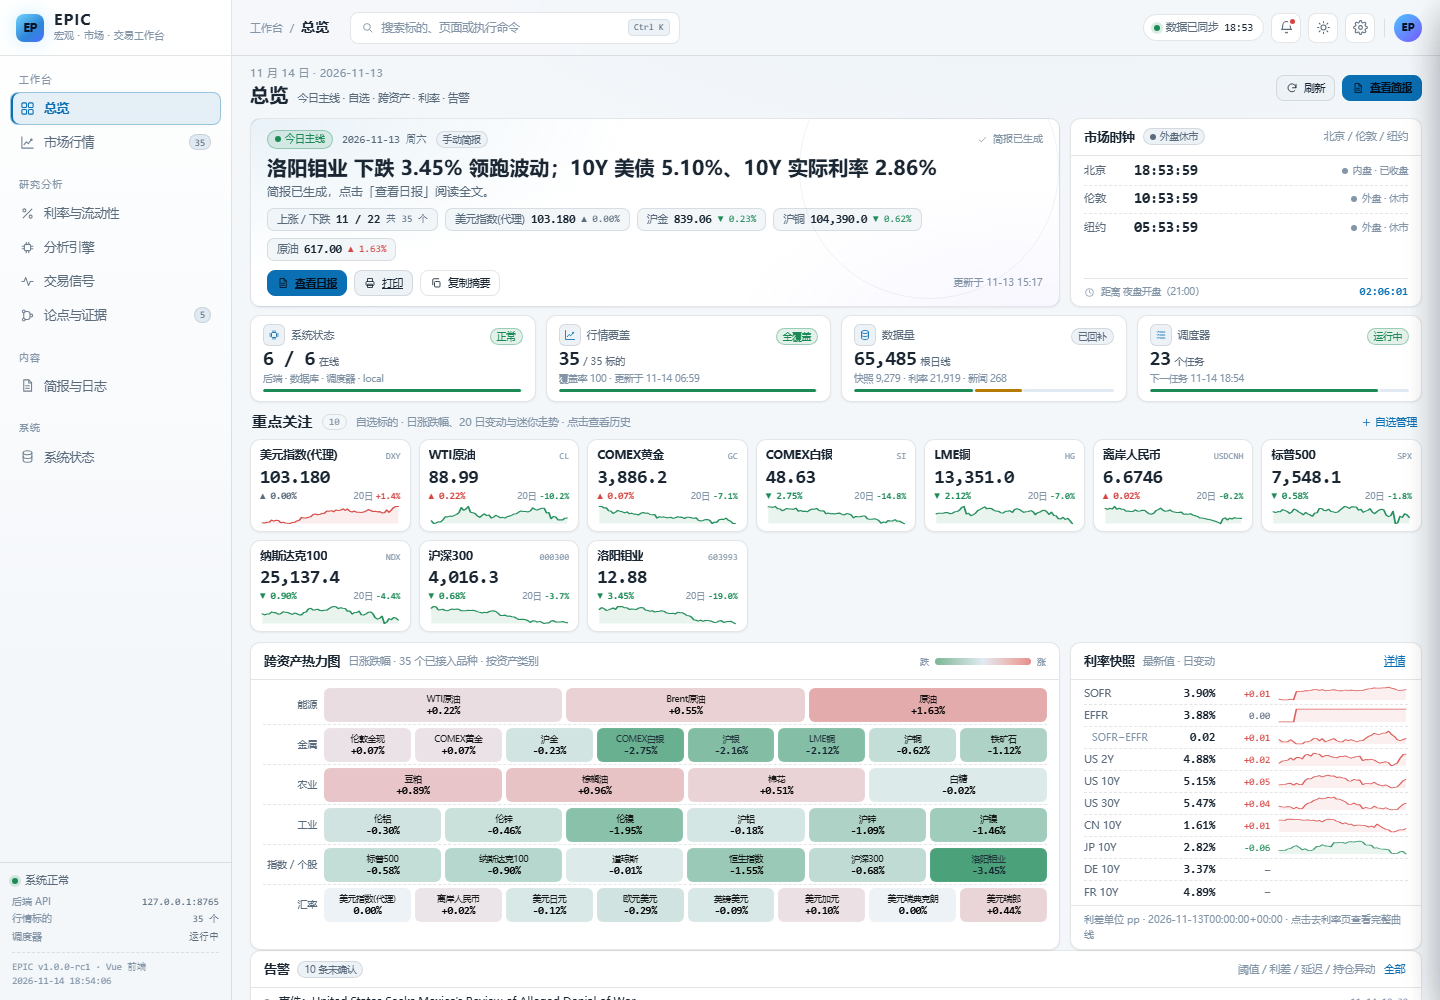 EP
EPIC
宏观 · 市场 · 交易工作台
工作台 / 总览
搜索标的、页面或执行命令
Ctrl K
数据已同步 18:53
EP
工作台
总览
市场行情 35
研究分析
利率与流动性
分析引擎
交易信号
论点与证据 5
内容
简报与日志
系统
系统状态
系统正常
后端 API 127.0.0.1:8765
行情标的 35 个
调度器 运行中
EPIC v1.0.0-rc1 · Vue 前端
2026-11-14 18:54:06
11 月 14 日 · 2026-11-13
总览 今日主线 · 自选 · 跨资产 · 利率 · 告警
刷新
查看简报
今日主线 2026-11-13 周六 手动简报
简报已生成
洛阳钼业 下跌 3.45% 领跑波动；10Y 美债 5.10%、10Y 实际利率 2.86%
简报已生成，点击「查看日报」阅读全文。
上涨 / 下跌 11 / 22 共 35 个
美元指数(代理) 103.180 ▲ 0.00%
沪金 839.06 ▼ 0.23%
沪铜 104,390.0 ▼ 0.62%
原油 617.00 ▲ 1.63%
查看日报
打印
复制摘要
更新于 11-13 15:17
市场时钟 外盘休市 北京 / 伦敦 / 纽约
北京 18:53:59 内盘 · 已收盘
伦敦 10:53:59 外盘 · 休市
纽约 05:53:59 外盘 · 休市
距离 夜盘开盘（21:00） 02:06:01
系统状态 正常
6 / 6 在线
后端 · 数据库 · 调度器 · local
行情覆盖 全覆盖
35 / 35 标的
覆盖率 100 · 更新于 11-14 06:59
数据量 已回补
65,485 根日线
快照 9,279 · 利率 21,919 · 新闻 268
调度器 运行中
23 个任务
下一任务 11-14 18:54
重点关注 10 自选标的 · 日涨跌幅、20 日变动与迷你走势 · 点击查看历史
+ 自选管理
美元指数(代理) DXY
103.180
▲ 0.00% 20日 +1.4%
WTI原油 CL
88.99
▲ 0.22% 20日 -10.2%
COMEX黄金 GC
3,886.2
▲ 0.07% 20日 -7.1%
COMEX白银 SI
48.63
▼ 2.75% 20日 -14.8%
LME铜 HG
13,351.0
▼ 2.12% 20日 -7.0%
离岸人民币 USDCNH
6.6746
▲ 0.02% 20日 -0.2%
标普500 SPX
7,548.1
▼ 0.58% 20日 -1.8%
纳斯达克100 NDX
25,137.4
▼ 0.90% 20日 -4.4%
沪深300 000300
4,016.3
▼ 0.68% 20日 -3.7%
洛阳钼业 603993
12.88
▼ 3.45% 20日 -19.0%
跨资产热力图 日涨跌幅 · 35 个已接入品种 · 按资产类别
跌 涨
能源
WTI原油 +0.22%
Brent原油 +0.55%
原油 +1.63%
金属
伦敦金现 +0.07%
COMEX黄金 +0.07%
沪金 -0.23%
COMEX白银 -2.75%
沪银 -2.16%
LME铜 -2.12%
沪铜 -0.62%
铁矿石 -1.12%
农业
豆粕 +0.89%
棕榈油 +0.96%
棉花 +0.51%
白糖 -0.02%
工业
伦铝 -0.30%
伦锌 -0.46%
伦镍 -1.95%
沪铝 -0.18%
沪锌 -1.09%
沪镍 -1.46%
指数 / 个股
标普500 -0.58%
纳斯达克100 -0.90%
道琼斯 -0.01%
恒生指数 -1.55%
沪深300 -0.68%
洛阳钼业 -3.45%
汇率
美元指数(代理) 0.00%
离岸人民币 +0.02%
美元日元 -0.12%
欧元美元 -0.29%
英镑美元 -0.09%
美元加元 +0.10%
美元瑞典克朗 0.00%
美元瑞郎 +0.44%
利率快照 最新值 · 日变动 详情
SOFR 3.90% +0.01
EFFR 3.88% 0.00
SOFR−EFFR 0.02 +0.01
US 2Y 4.88% +0.02
US 10Y 5.15% +0.05
US 30Y 5.47% +0.04
CN 10Y 1.61% +0.01
JP 10Y 2.82% -0.06
DE 10Y 3.37% —
FR 10Y 4.89% —
利差单位 pp · 2026-11-13T00:00:00+00:00 · 点击去利率页查看完整曲
线
告警 10 条未确认 阈值 / 利差 / 延迟 / 持仓异动 全部
事件：United States Seeks Mexico's Review of Alleged Denial of War